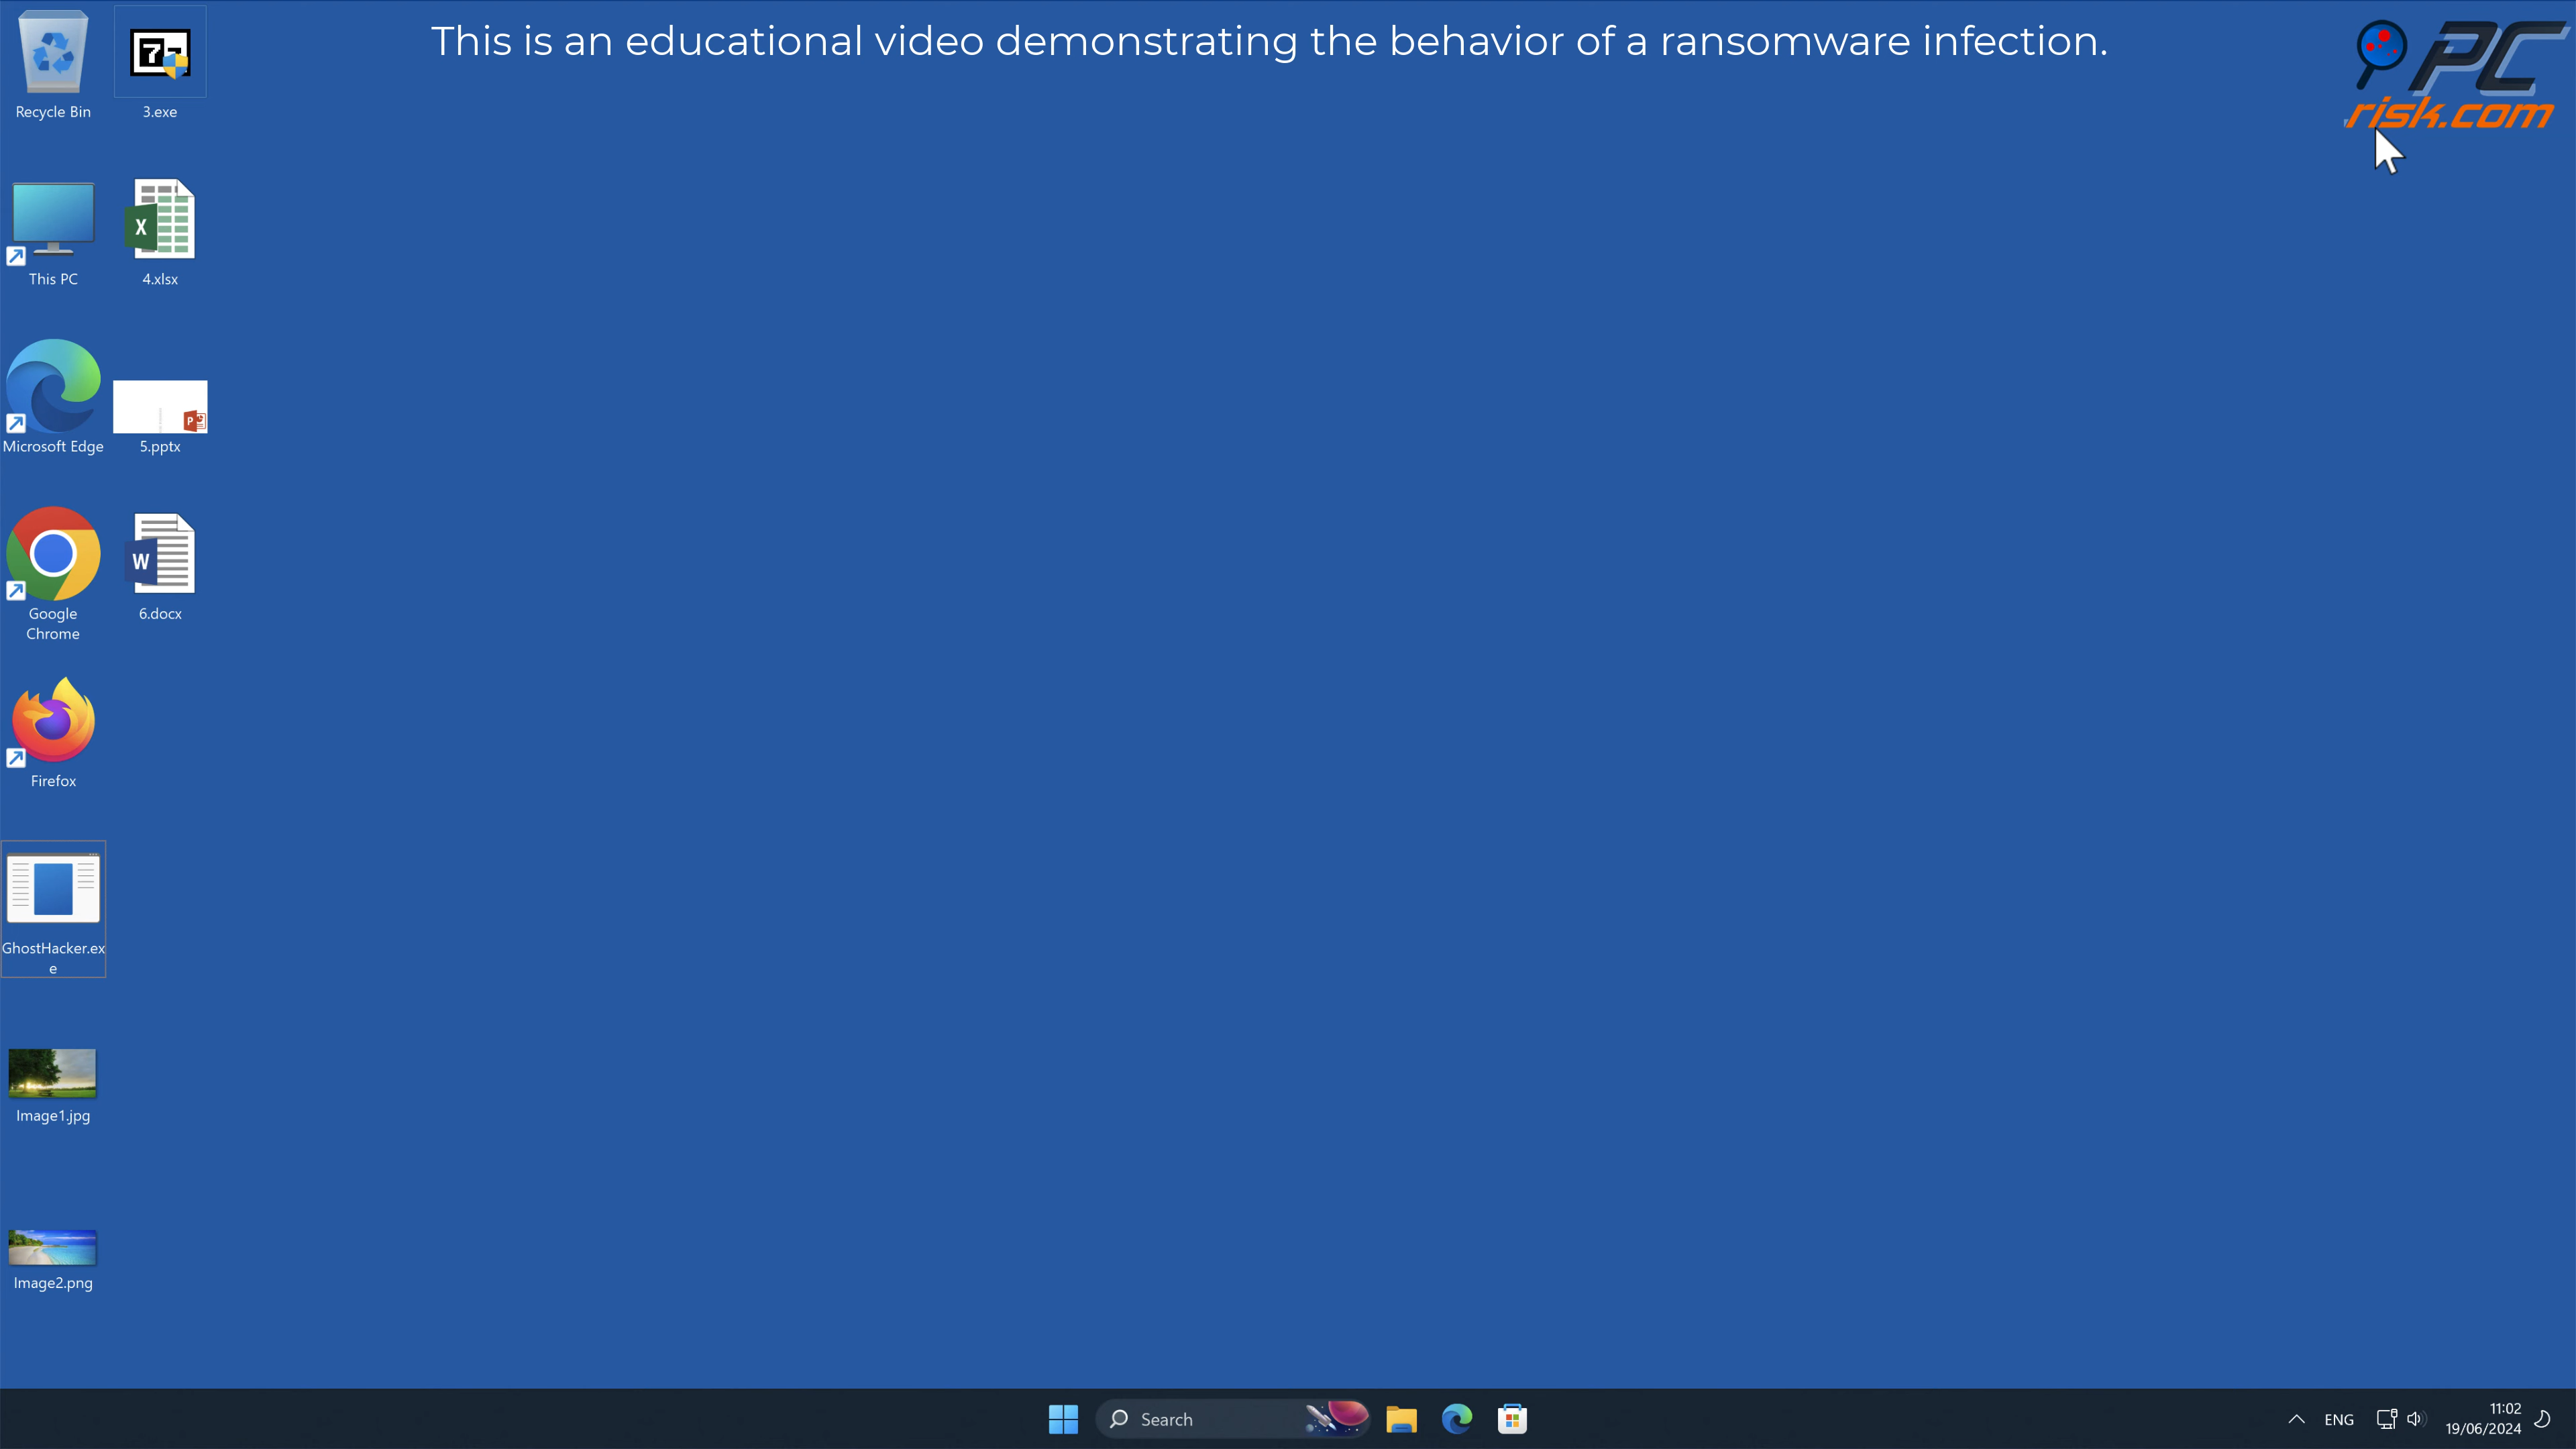 This is an educational video demonstrating the behavior of a ransomware infection.
PC
risk.com
Recycle Bin
3.exe
This PC
4.xlsx
Microsoft Edge
5.pptx
Google
Chrome
6.docx
Firefox
GhostHacker.ex
e
Image1.jpg
Image2.png
Search
ENG
11:02
19/06/2024